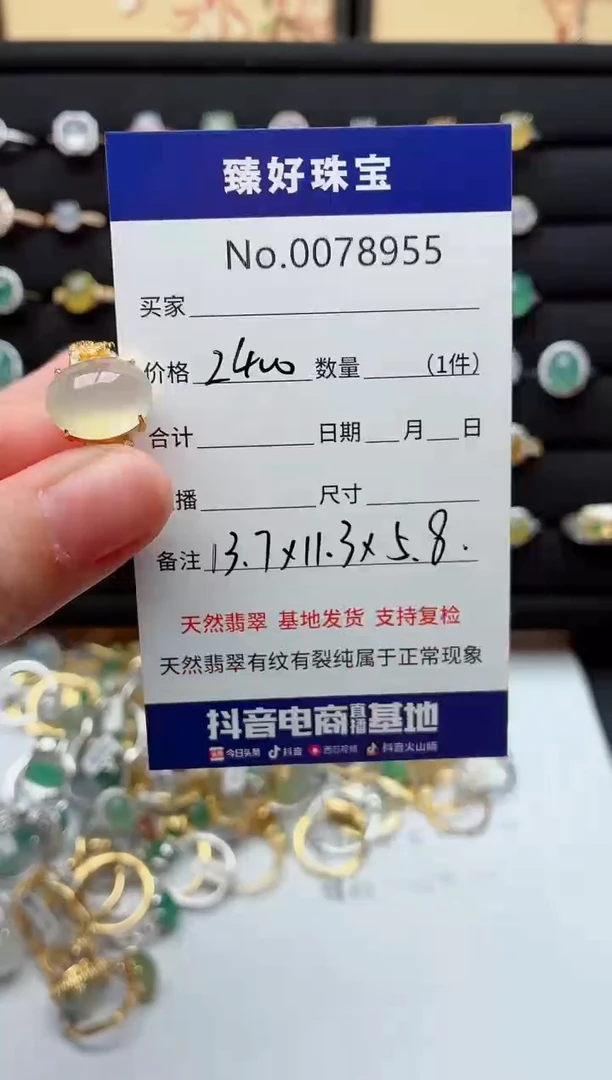 臻好珠宝
No.0078955
买家
价格 2400 数量 (1件)
合计 日期 月 日
播 尺寸
备注 13.7x11.3x5.8.
天然翡翠 基地发货 支持复检
天然翡翠有纹有裂纯属于正常现象
抖音电商直播基地
今日头条 抖音 西瓜视频 抖音火山版